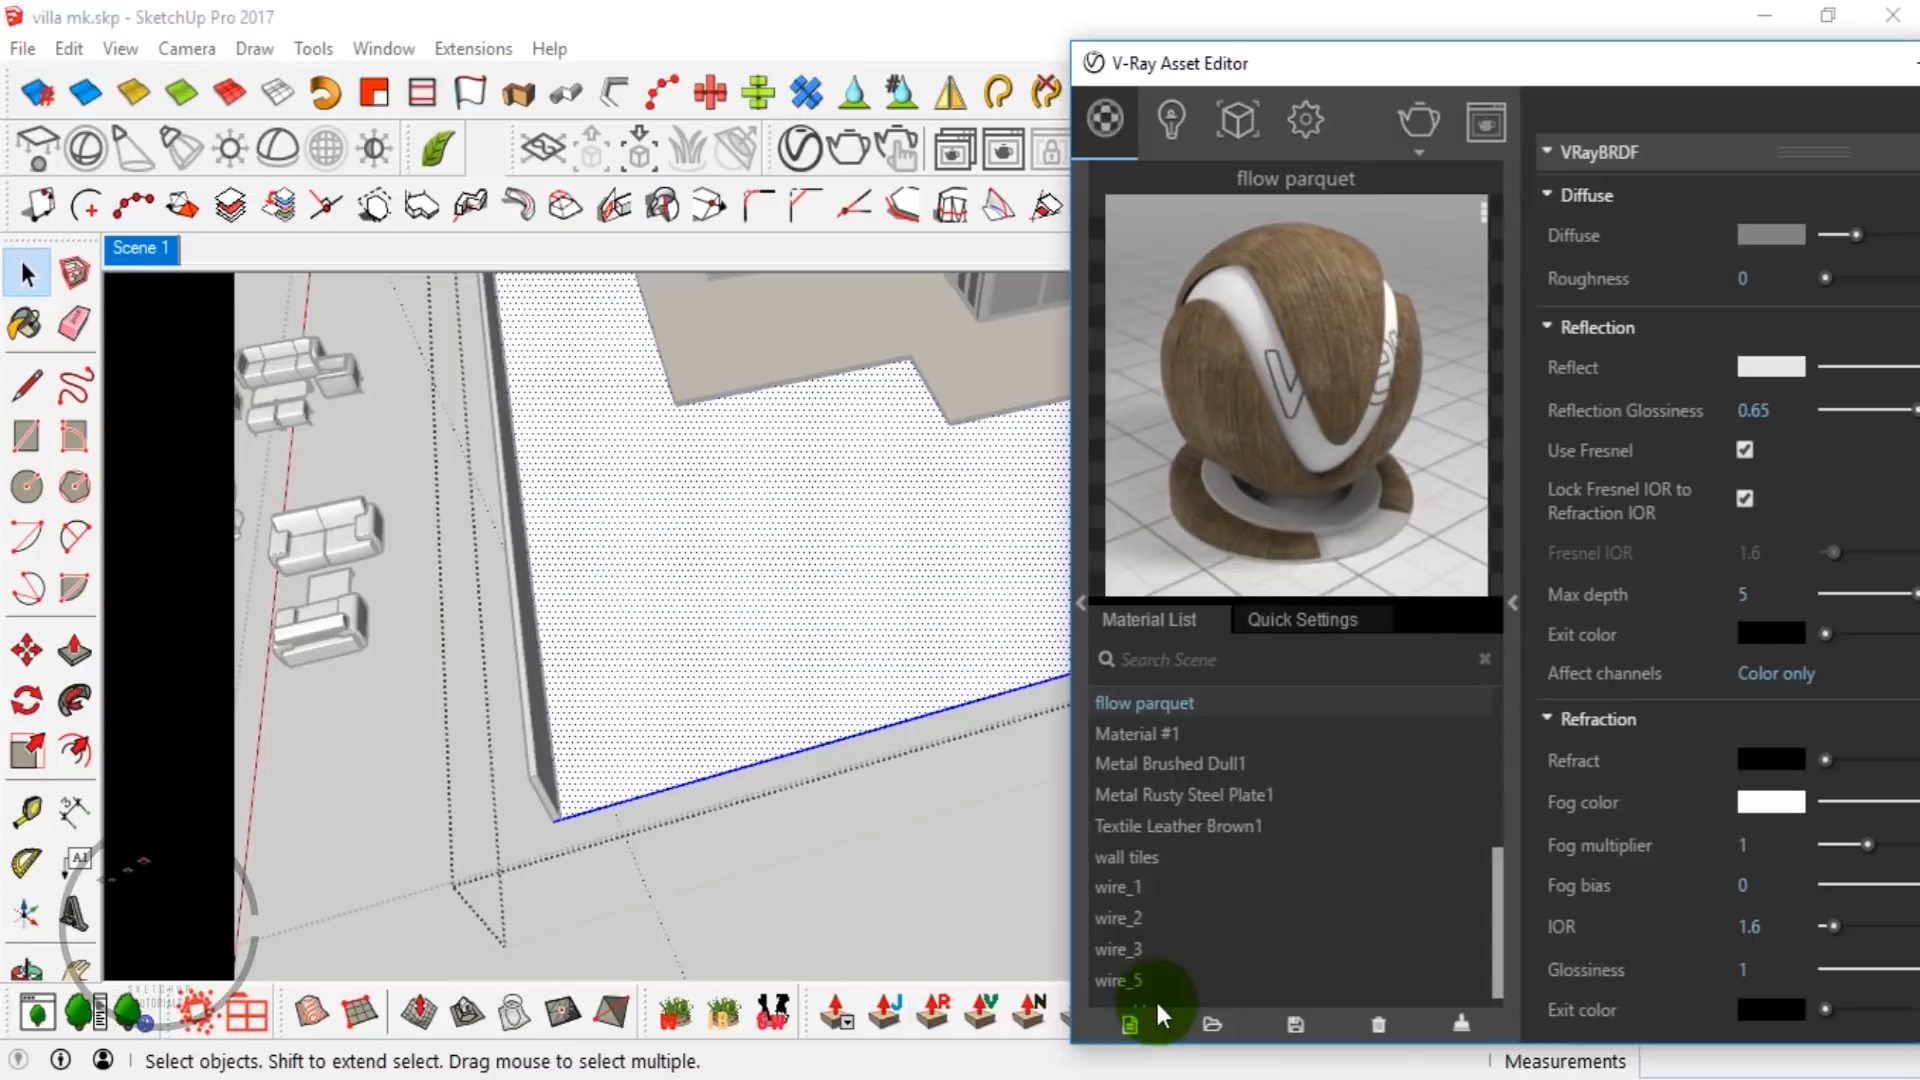 villa mk.skp - SketchUp Pro 2017
File Edit View Camera Draw Tools Window Extensions Help
V-Ray Asset Editor
Scene 1
fllow parquet
Material List Quick Settings
Search Scene
fllow parquet
Material #1
Metal Brushed Dull1
Metal Rusty Steel Plate1
Textile Leather Brown1
wall tiles
wire_1
wire_2
wire_3
wire_5
VRayBRDF
Diffuse
Diffuse
Roughness 0
Reflection
Reflect
Reflection Glossiness 0.65
Use Fresnel
Lock Fresnel IOR to
Refraction IOR
Fresnel IOR 1.6
Max depth 5
Exit color
Affect channels Color only
Refraction
Refract
Fog color
Fog multiplier 1
Fog bias 0
IOR 1.6
Glossiness 1
Exit color
A1
SKETCHUP
J R V N
Select objects. Shift to extend select. Drag mouse to select multiple.
Measurements